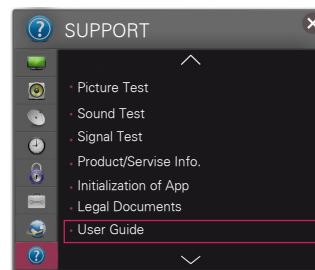 SUPPORT
• Picture Test
• Sound Test
• Signal Test
• Product/Servise Info.
• Initialization of App
• Legal Documents
• User Guide